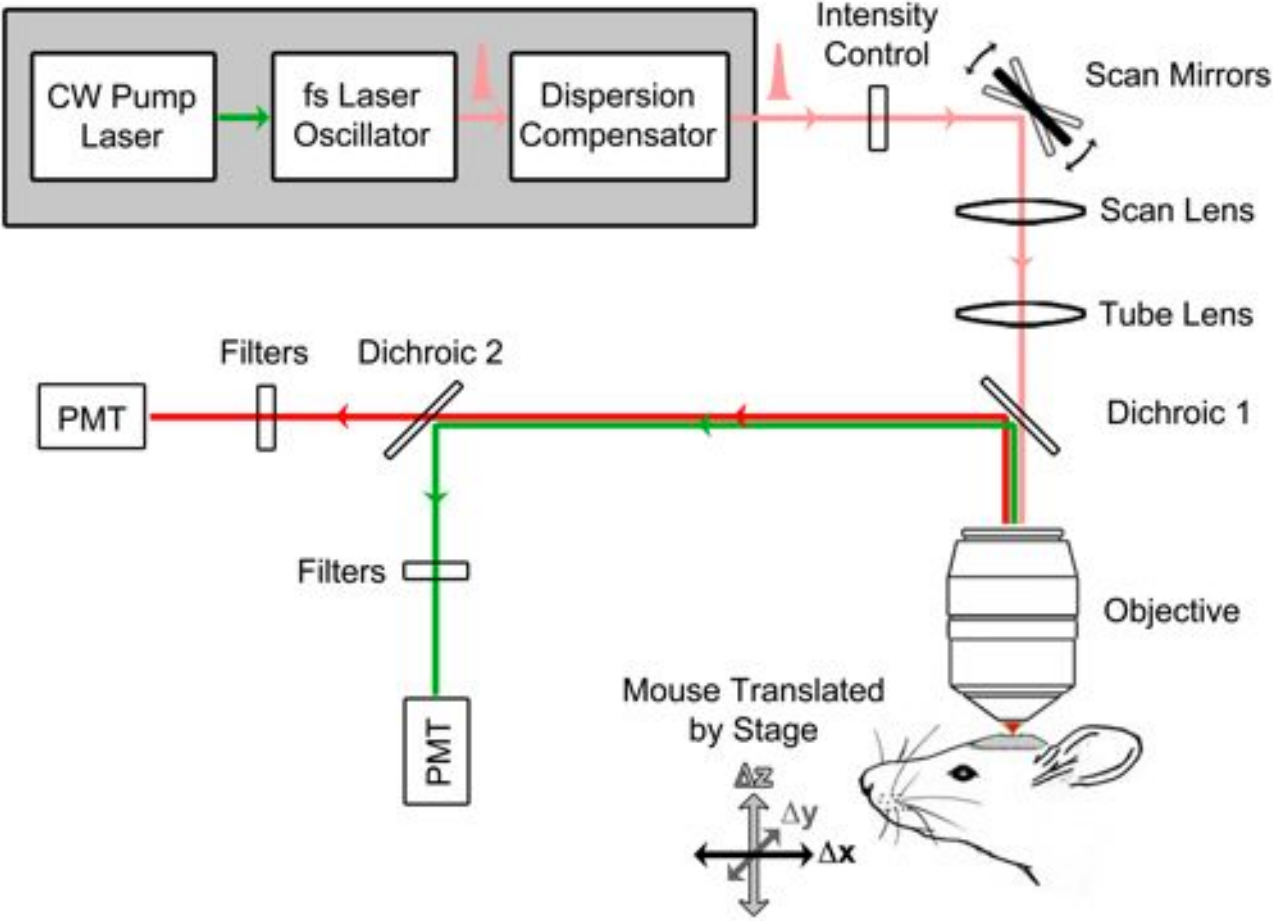 CW Pump
Laser
fs Laser
Oscillator
Dispersion
Compensator
Intensity
Control
Scan Mirrors
Scan Lens
Tube Lens
Filters
Dichroic 2
PMT
Dichroic 1
Filters
Objective
PMT
Mouse Translated
by Stage
Δz
Δy
Δx